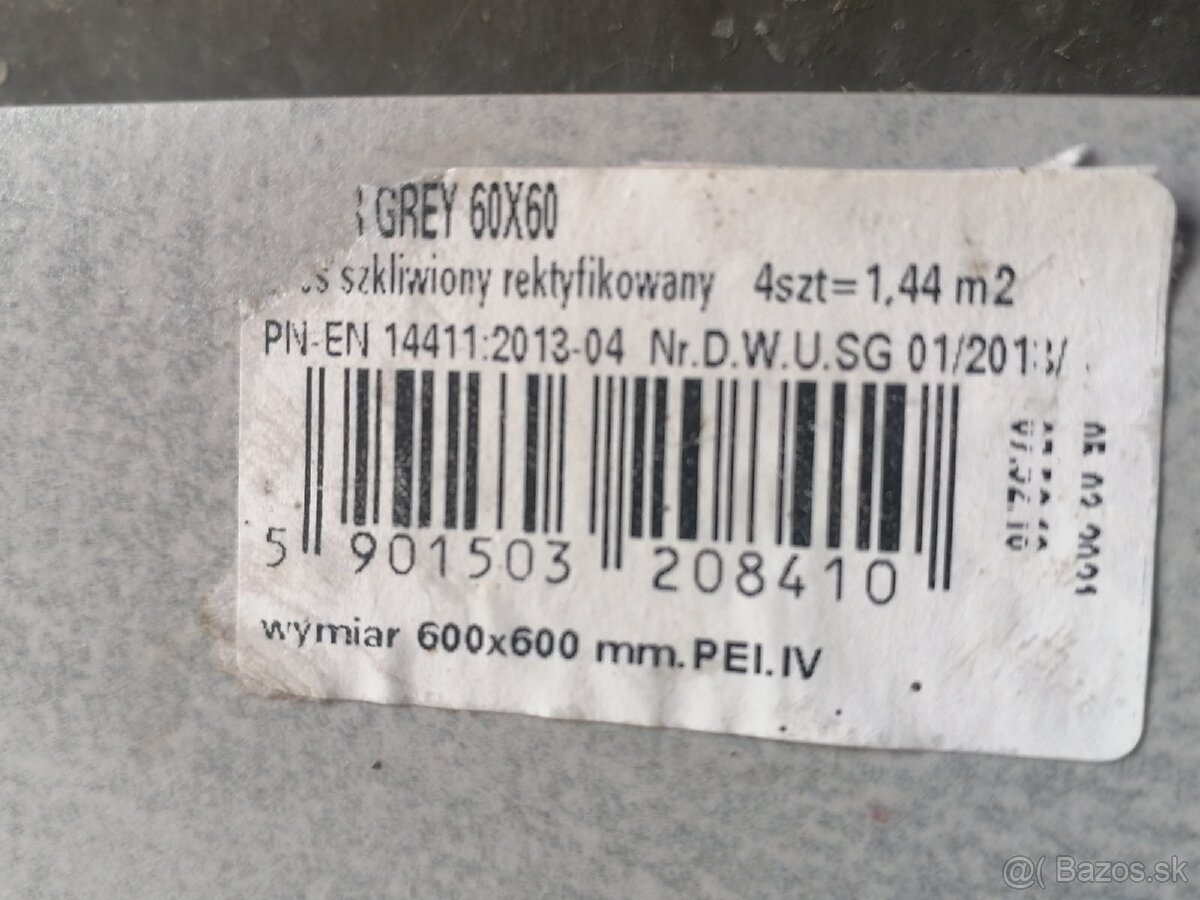 GREY 60X60
szkliwiony rektyfikowany 4szt=1,44 m2
PN-EN 14411:2013-04 Nr.D.W.U.SG 01/2013/
5 901503 208410
wymiar 600x600 mm.PEI.IV
@( Bazos.sk